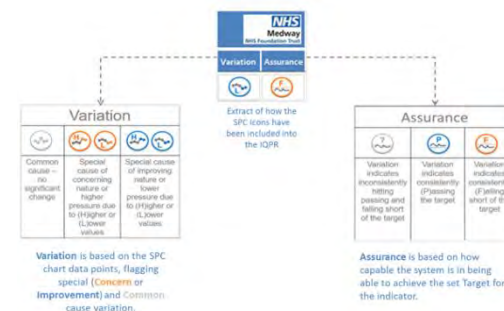 NHS
Medway
NHS Foundation Trust
Variation Assurance
L F
Extract of how the
SPC icons have
been included into
the IQPR
Variation
H L H L
Common
cause –
no
significant
change
Special
cause of
concerning
nature or
higher
pressure due
to (H)igher or
(L)ower
values
Special cause
of improving
nature or
lower
pressure due
to (H)igher or
(L)ower
values
Variation is based on the SPC
chart data points, flagging
special (Concern or
Improvement) and Common
cause variation.
Assurance
? P F
Variation
indicates
inconsistently
hitting
passing and
falling short
of the target
Variation
indicates
consistently
(P)assing
the target
Variation
indicates
consistently
(F)alling
short of the
target
Assurance is based on how
capable the system is in being
able to achieve the set Target for
the indicator.